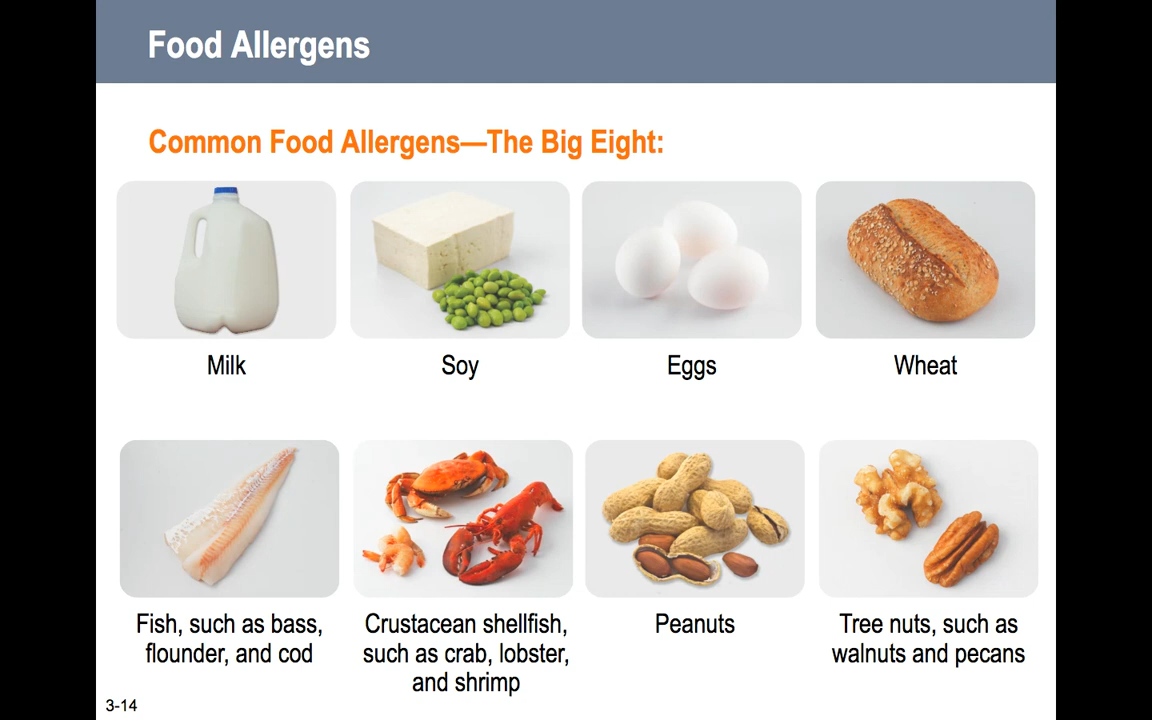 Food Allergens
Common Food Allergens—The Big Eight:
Milk
Soy
Eggs
Wheat
Fish, such as bass,
flounder, and cod
Crustacean shellfish,
such as crab, lobster,
and shrimp
Peanuts
Tree nuts, such as
walnuts and pecans
3-14